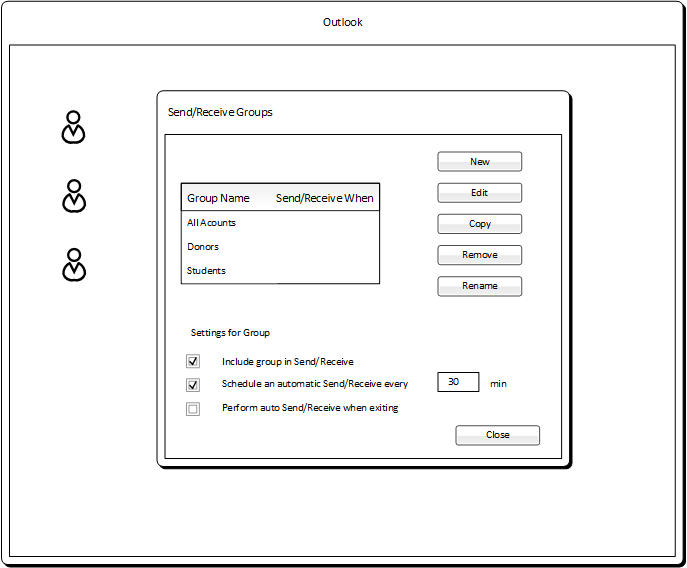 Outlook
Send/Receive Groups
New
Edit
Copy
Remove
Rename
Group Name Send/Receive When
All Acounts
Donors
Students
Settings for Group
Include group in Send/Receive
Schedule an automatic Send/Receive every 30 min
Perform auto Send/Receive when exiting
Close